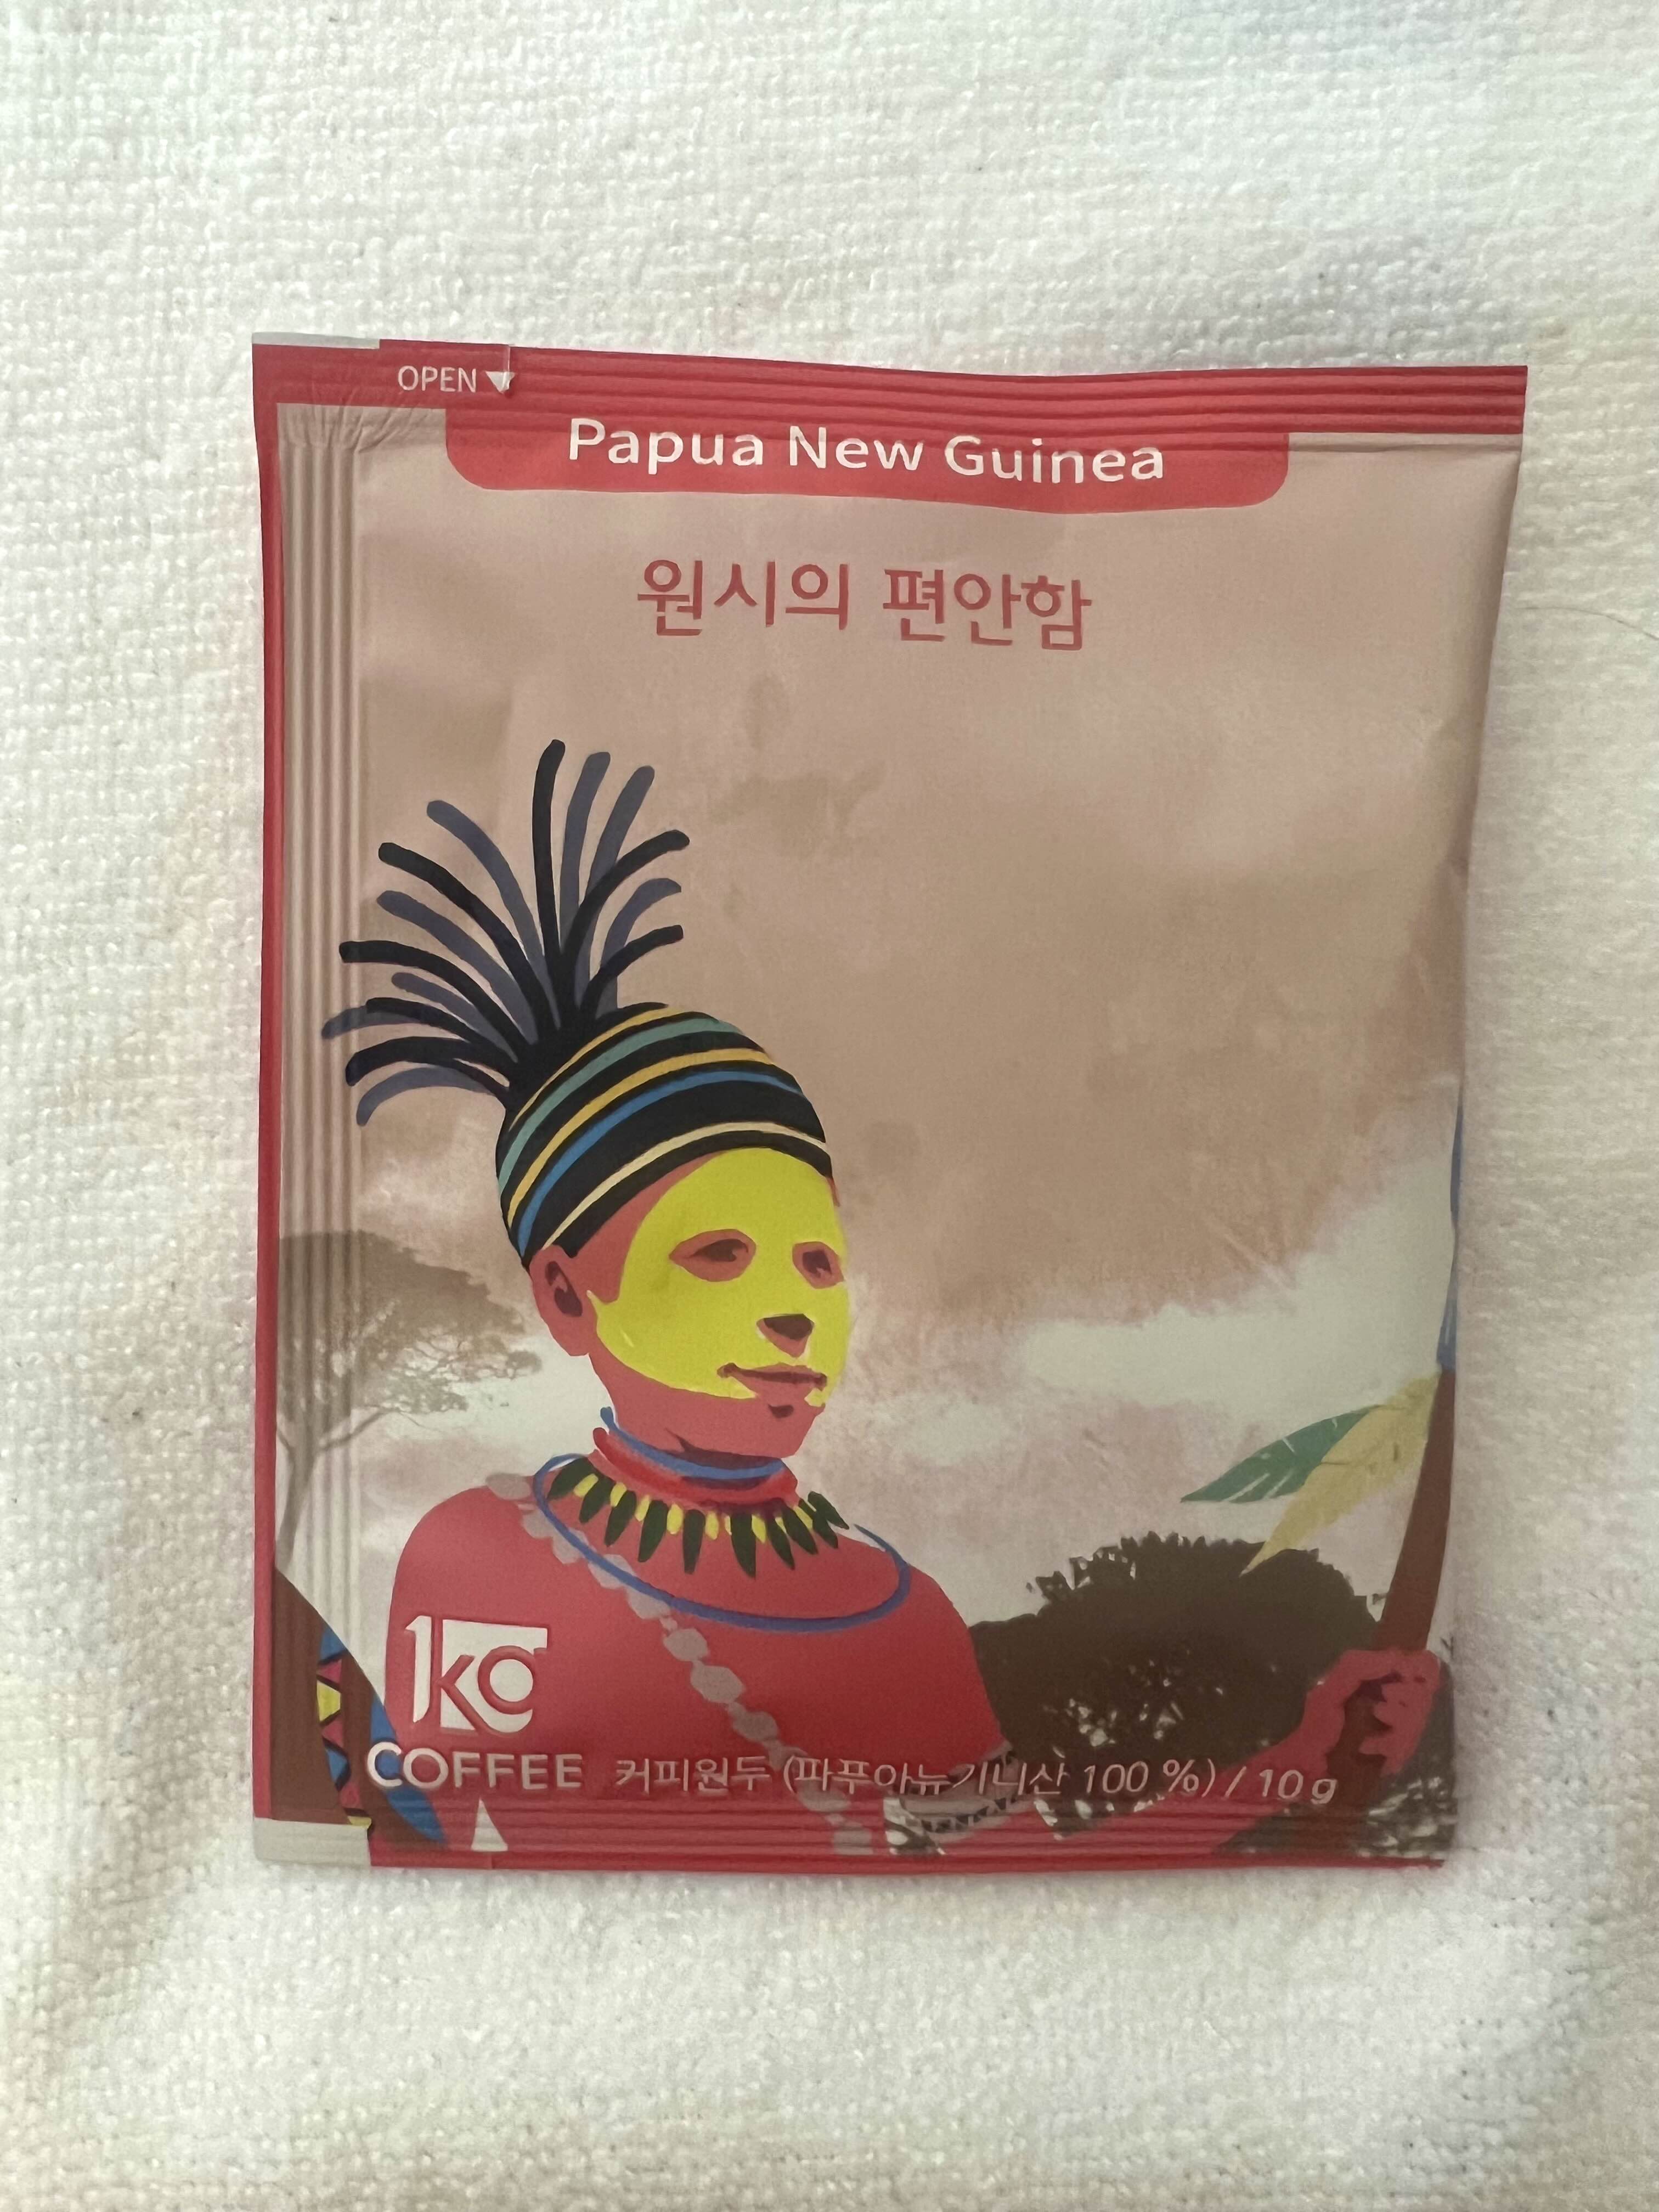 OPEN
Papua New Guinea
원시의 편안함
1kg
COFFEE 커피원두 (파푸아뉴기니산 100 %) / 10 g